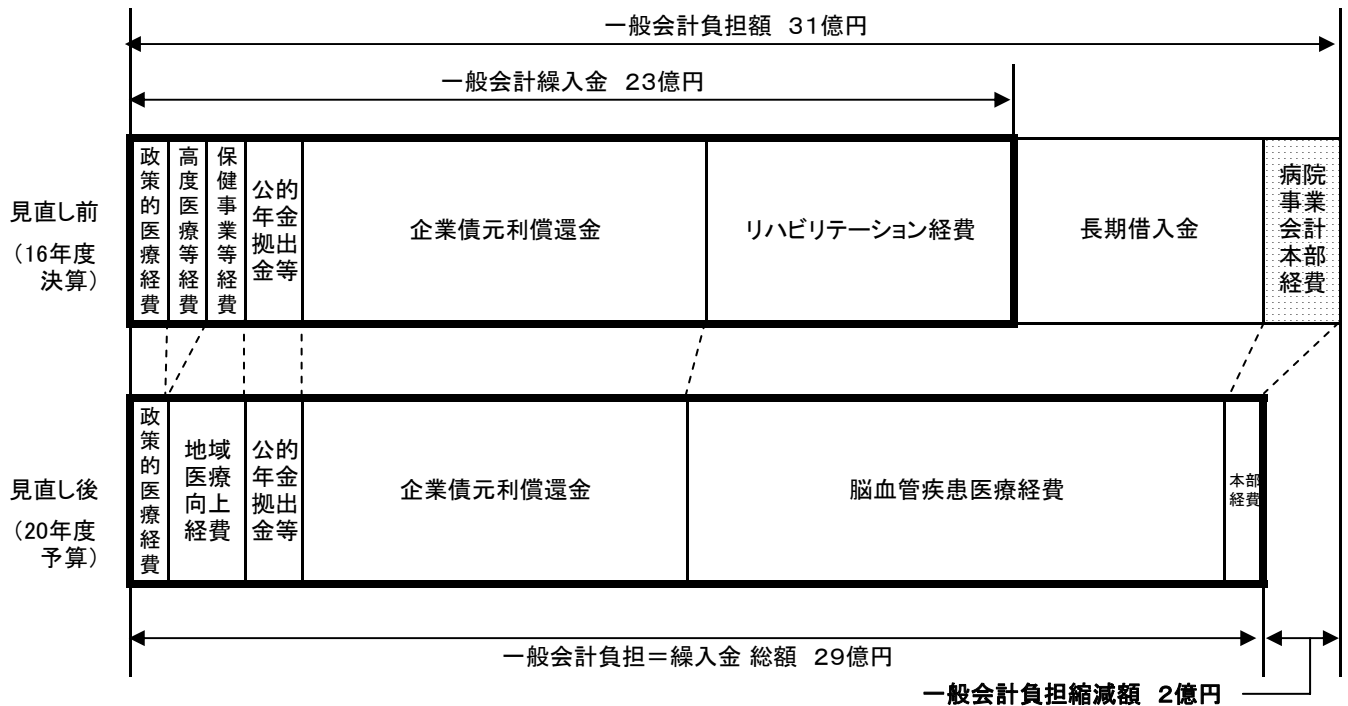 一般会計負担額 31億円
一般会計繰入金 23億円
見直し前
（16年度
決算）
政策的医療経費
高度医療等経費
保健事業等経費
公的
年金
拠出
金等
企業債元利償還金
リハビリテーション経費
長期借入金
病院
事業
会計
本部
経費
見直し後
（20年度
予算）
政策的医療経費
地域
医療
向上
経費
公的
年金
拠出
金等
企業債元利償還金
脳血管疾患医療経費
本部
経費
一般会計負担＝繰入金 総額 29億円
一般会計負担縮減額 2億円